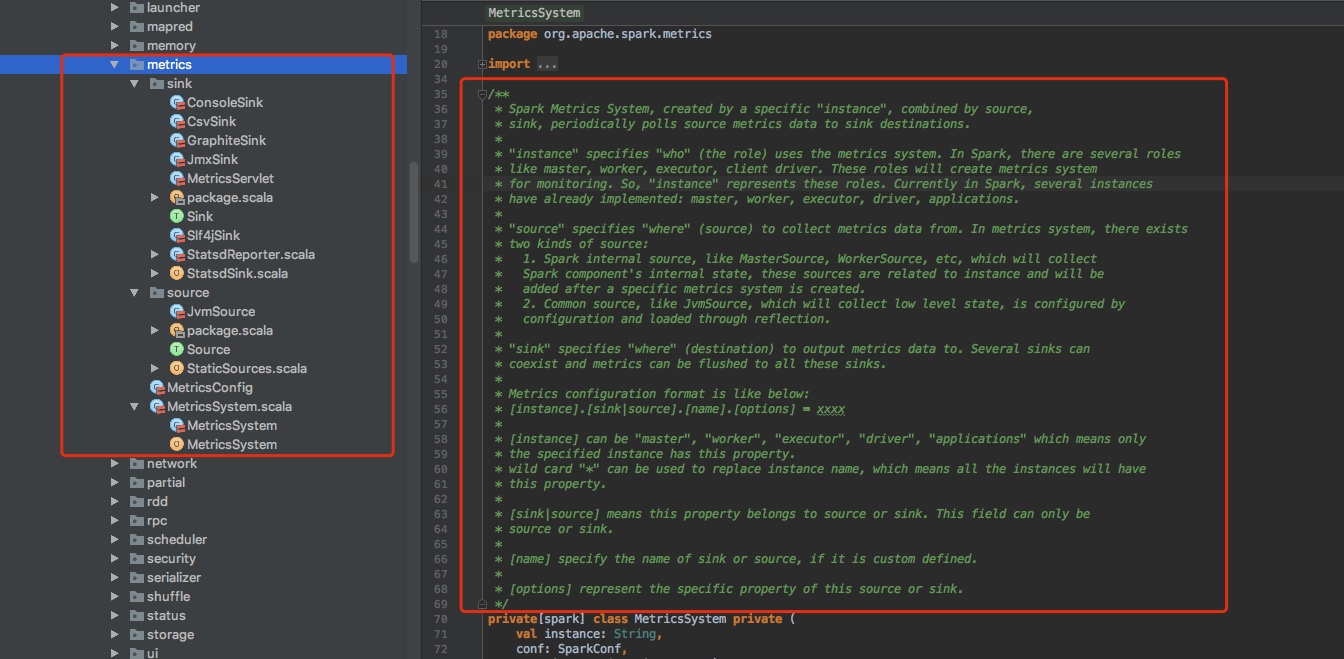 launcher
mapred
memory
metrics
sink
ConsoleSink
CsvSink
GraphiteSink
JmxSink
MetricsServlet
package.scala
Sink
Slf4jSink
StatsdReporter.scala
StatsdSink.scala
source
JvmSource
package.scala
Source
StaticSources.scala
MetricsConfig
MetricsSystem.scala
MetricsSystem
MetricsSystem
network
partial
rdd
rpc
scheduler
security
serializer
shuffle
status
storage
ui
MetricsSystem
18 package org.apache.spark.metrics
19
20 import ...
34
35 /**
36 * Spark Metrics System, created by a specific "instance", combined by source,
37 * sink, periodically polls source metrics data to sink destinations.
38 *
39 * "instance" specifies "who" (the role) uses the metrics system. In Spark, there are several roles
40 * like master, worker, executor, client driver. These roles will create metrics system
41 * for monitoring. So, "instance" represents these roles. Currently in Spark, several instances
42 * have already implemented: master, worker, executor, driver, applications.
43 *
44 * "source" specifies "where" (source) to collect metrics data from. In metrics system, there exists
45 * two kinds of source:
46 * 1. Spark internal source, like MasterSource, WorkerSource, etc, which will collect
47 * Spark component's internal state, these sources are related to instance and will be
48 * added after a specific metrics system is created.
49 * 2. Common source, like JvmSource, which will collect low level state, is configured by
50 * configuration and loaded through reflection.
51 *
52 * "sink" specifies "where" (destination) to output metrics data to. Several sinks can
53 * coexist and metrics can be flushed to all these sinks.
54 *
55 * Metrics configuration format is like below:
56 * [instance].[sink|source].[name].[options] = xxxx
57 *
58 * [instance] can be "master", "worker", "executor", "driver", "applications" which means only
59 * the specified instance has this property.
60 * wild card "*" can be used to replace instance name, which means all the instances will have
61 * this property.
62 *
63 * [sink|source] means this property belongs to source or sink. This field can only be
64 * source or sink.
65 *
66 * [name] specify the name of sink or source, if it is custom defined.
67 *
68 * [options] represent the specific property of this source or sink.
69 */
70 private[spark] class MetricsSystem private (
71 val instance: String,
72 conf: SparkConf,